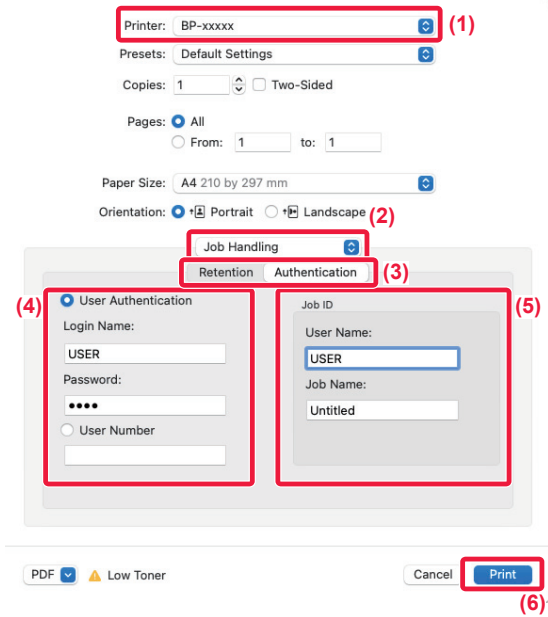 Printer: BP-xxxxx (1)
Presets: Default Settings
Copies: 1 Two-Sided
Pages: All
From: 1 to: 1
Paper Size: A4 210 by 297 mm
Orientation: Portrait Landscape (2)
Job Handling
Retention Authentication (3)
(4) User Authentication
Login Name:
USER
Password:
••••
User Number
Job ID (5)
User Name:
USER
Job Name:
Untitled
PDF Low Toner Cancel Print
(6)